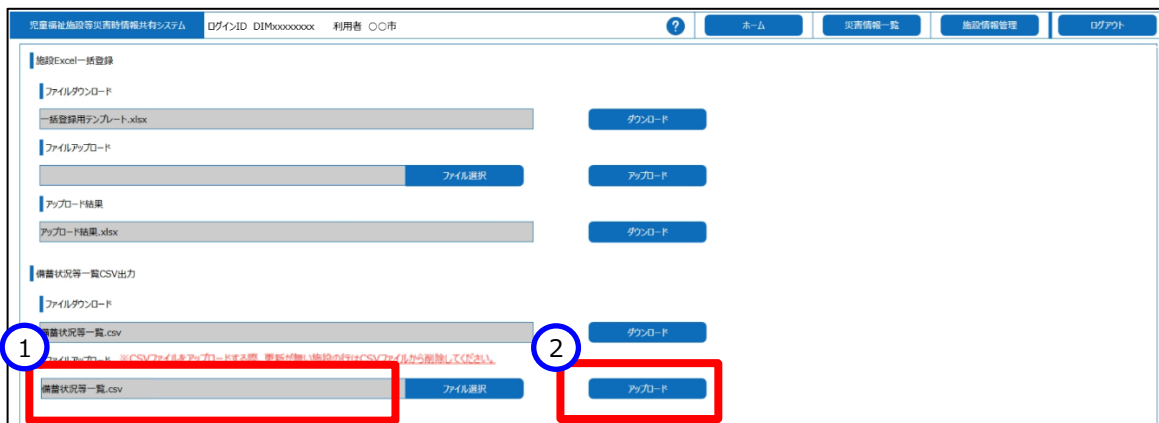 児童福祉施設等災害時情報共有システム ログインID DIMxxxxxxxx 利用者 ○○市 ? ホーム 災害情報一覧 施設情報管理 ログアウト
施設Excel一括登録
ファイルダウンロード
一括登録用テンプレート.xlsx ダウンロード
ファイルアップロード
ファイル選択 アップロード
アップロード結果
アップロード結果.xlsx ダウンロード
備蓄状況等一覧CSV出力
ファイルダウンロード
備蓄状況等一覧.csv ダウンロード
1 ファイルアップロード ※CSVファイルをアップロードする際、更新が無い施設の行はCSVファイルから削除してください。 2
備蓄状況等一覧.csv ファイル選択 アップロード